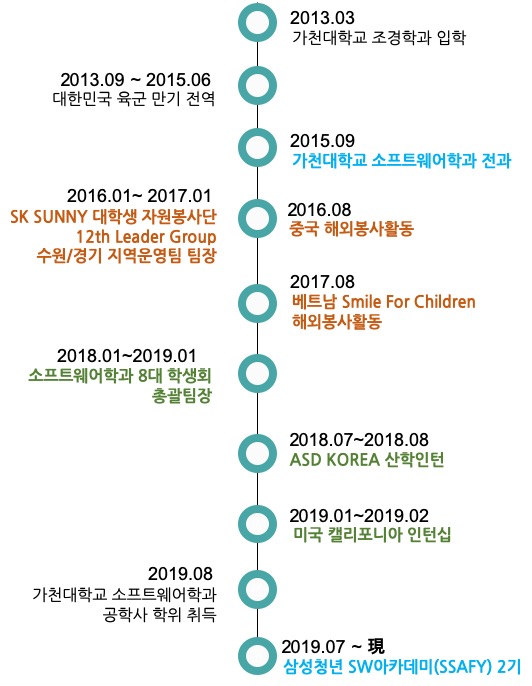 2013.03
가천대학교 조경학과 입학
2013.09 ~ 2015.06
대한민국 육군 만기 전역
2015.09
가천대학교 소프트웨어학과 전과
2016.01~ 2017.01
SK SUNNY 대학생 자원봉사단
12th Leader Group
수원/경기 지역운영팀 팀장
2016.08
중국 해외봉사활동
2017.08
베트남 Smile For Children
해외봉사활동
2018.01~2019.01
소프트웨어학과 8대 학생회
총괄팀장
2018.07~2018.08
ASD KOREA 산학인턴
2019.01~2019.02
미국 캘리포니아 인턴십
2019.08
가천대학교 소프트웨어학과
공학사 학위 취득
2019.07 ~ 現
삼성청년 SW아카데미(SSAFY) 2기